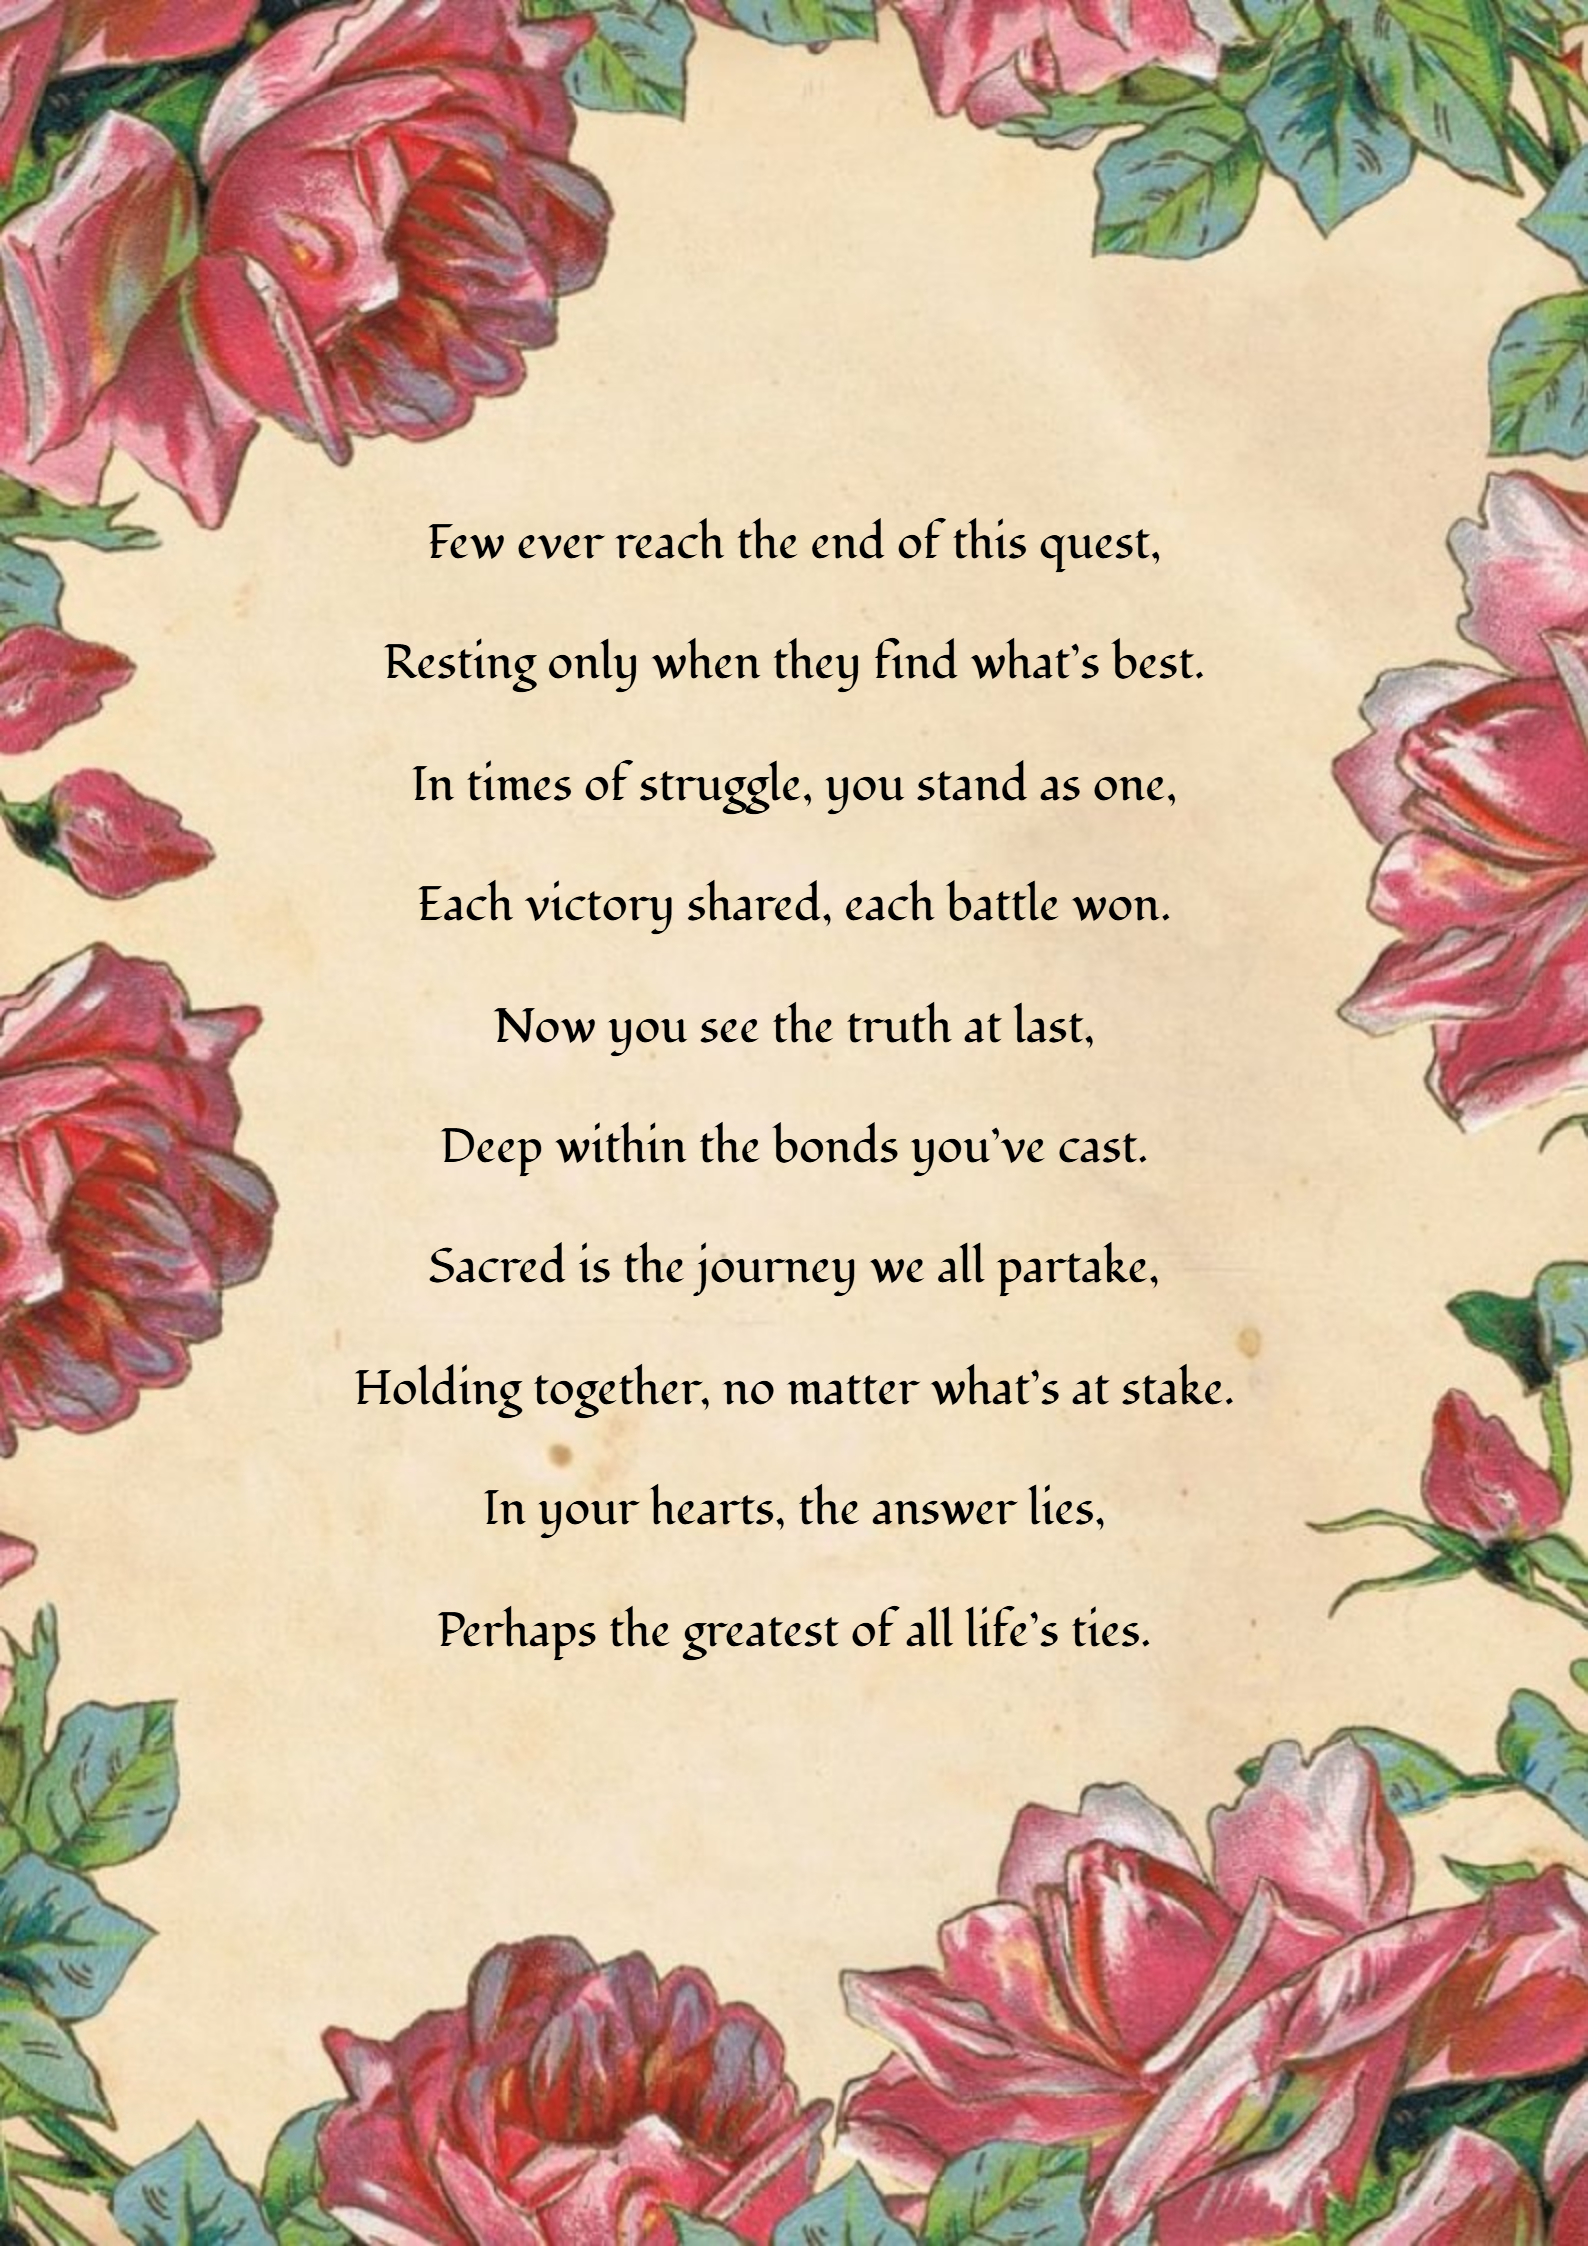 Few ever reach the end of this quest,
Resting only when they find what's best.
In times of struggle, you stand as one,
Each victory shared, each battle won.
Now you see the truth at last,
Deep within the bonds you've cast.
Sacred is the journey we all partake,
Holding together, no matter what's at stake.
In your hearts, the answer lies,
Perhaps the greatest of all life's ties.